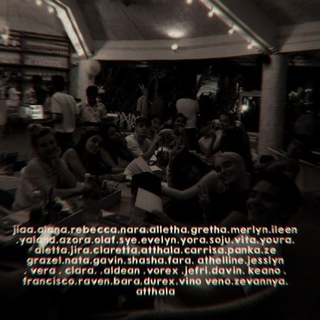 jiaa.alana.rebecca.nara.alletha.gretha.merlyn.ileen
.yaland.azora.olaf.sye.evelyn.yora.soju.vita.youra.
aletta.jira.claretta.atthala.carrisa.panka.ze
grazel.nata.gavin.shasha.fara. athelline.jesslyn
, vera , clara. .aldean .vorex .jefri.davin. keano .
francisco.raven.bara.durex.vino veno.zevannya.
atthala